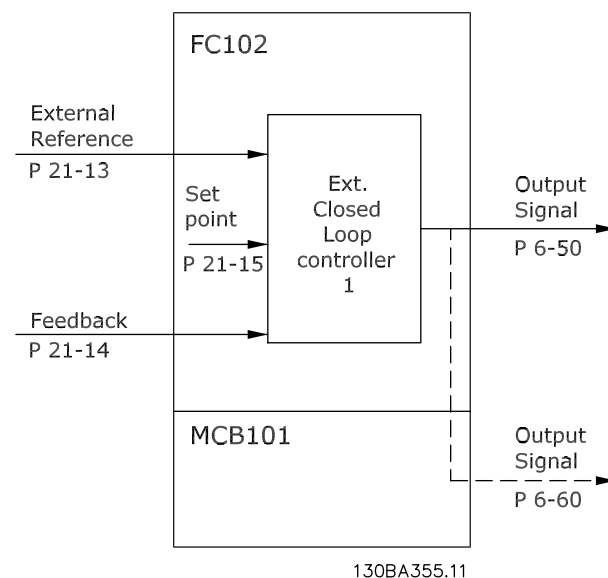 FC102
External
Reference
P 21-13
Set
point
P 21-15
Feedback
P 21-14
Ext.
Closed
Loop
controller
1
Output
Signal
P 6-50
MCB101
Output
Signal
P 6-60
130BA355.11